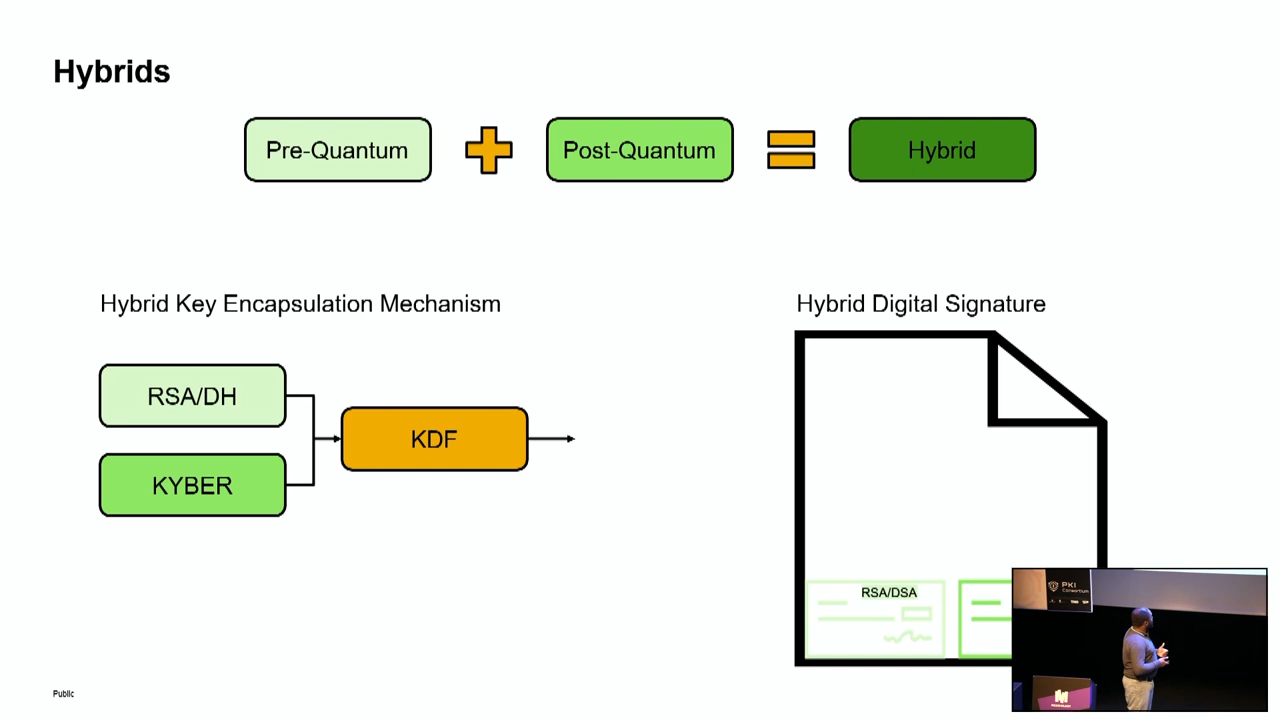 Hybrids
Pre-Quantum
Post-Quantum
Hybrid
Hybrid Key Encapsulation Mechanism
Hybrid Digital Signature
RSA/DH
KDF
KYBER
RSA/DSA
PKI
Consortium
Public